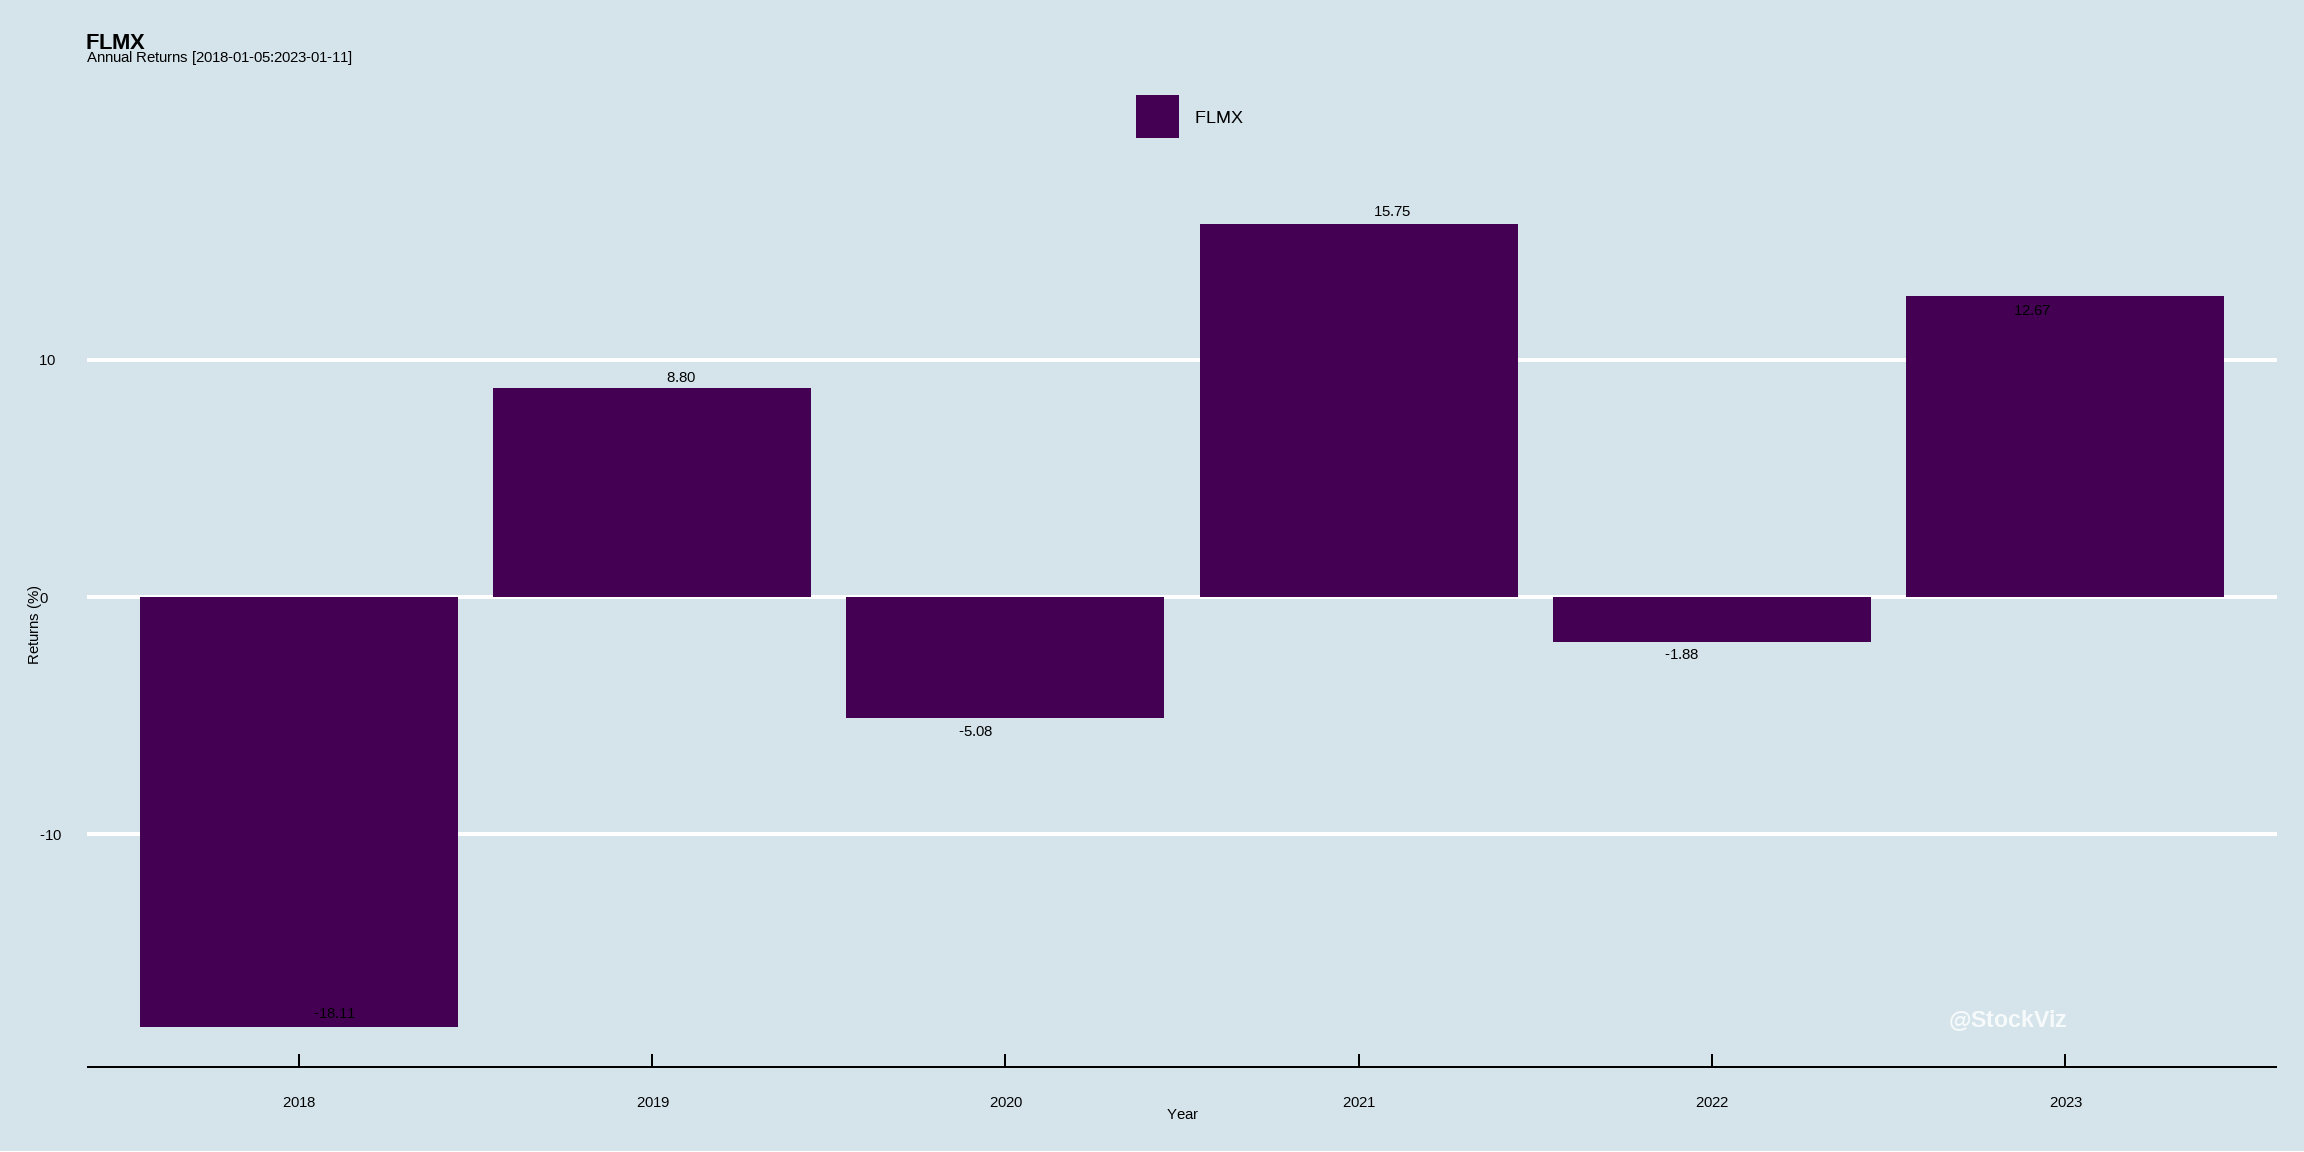 FLMX
Annual Returns [2018-01-05:2023-01-11]
FLMX
15.75
12.67
10
8.80
Returns (%)
0
-1.88
-5.08
-10
-18.11
@StockViz
2018 2019 2020 2021 2022 2023
Year